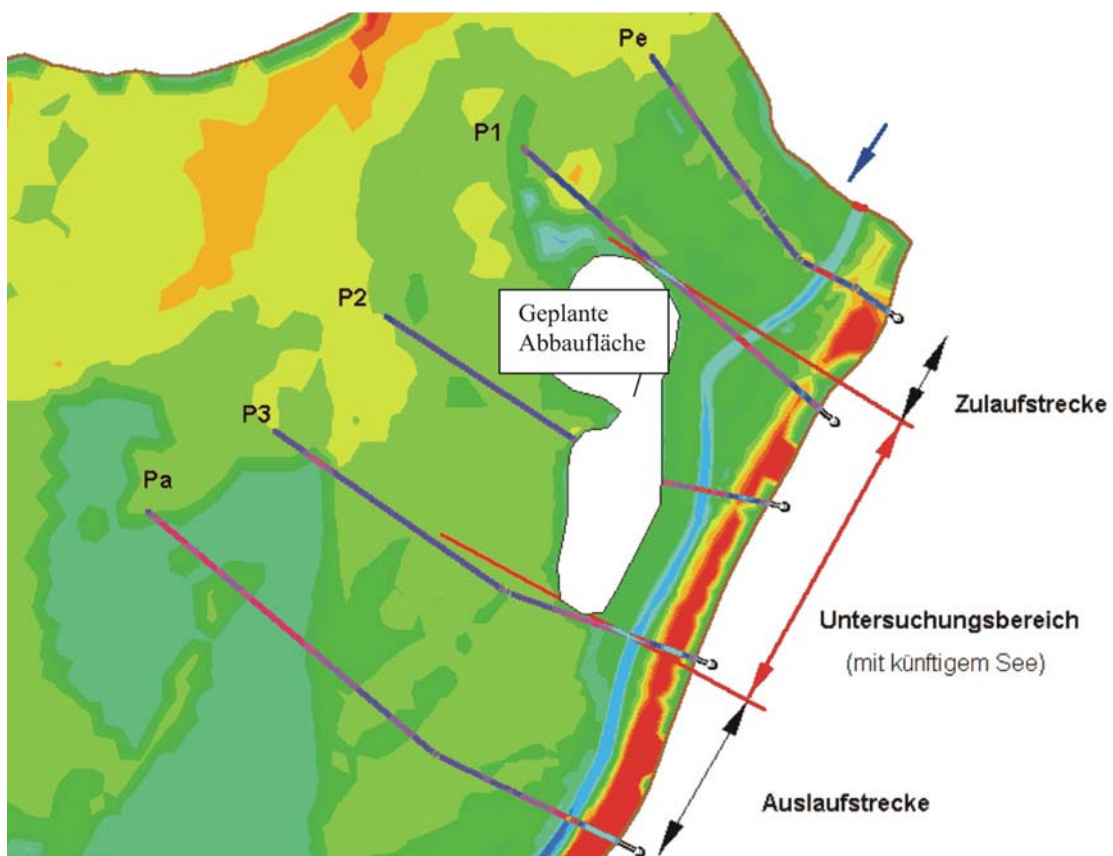 Pe
P1
P2
Geplante
Abbaufläche
P3
Pa
Zulaufstrecke
Untersuchungsbereich
(mit künftigem See)
Auslaufstrecke